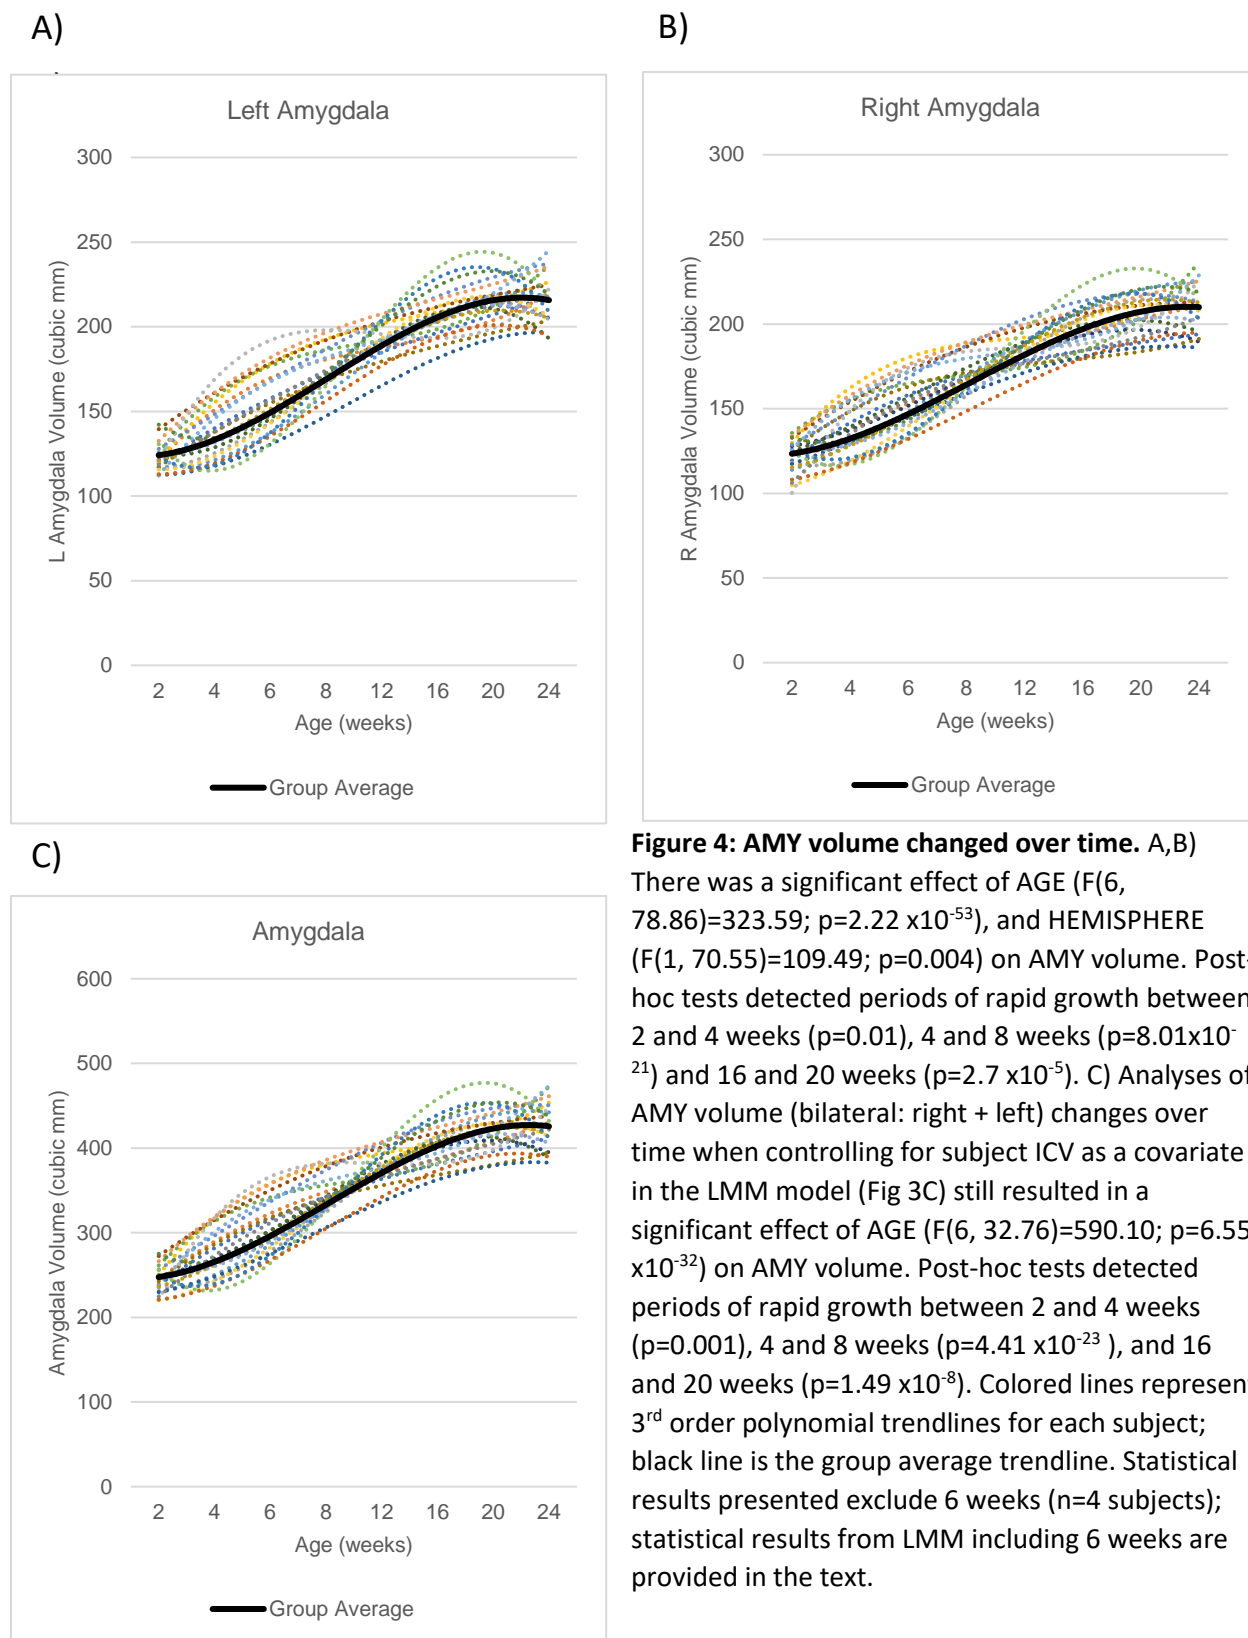 A)
B)
Left Amygdala
300
250
200
150
100
50
0
L Amygdala Volume (cubic mm)
2 4 6 8 12 16 20 24
Age (weeks)
Group Average
Right Amygdala
300
250
200
150
100
50
0
R Amygdala Volume (cubic mm)
2 4 6 8 12 16 20 24
Age (weeks)
Group Average
C)
Amygdala
600
500
400
300
200
100
0
Amygdala Volume (cubic mm)
2 4 6 8 12 16 20 24
Age (weeks)
Group Average
Figure 4: AMY volume changed over time. A,B)
There was a significant effect of AGE (F(6,
78.86)=323.59; p=2.22 x10⁻⁵³), and HEMISPHERE
(F(1, 70.55)=109.49; p=0.004) on AMY volume. Post-
hoc tests detected periods of rapid growth between
2 and 4 weeks (p=0.01), 4 and 8 weeks (p=8.01x10⁻
²¹) and 16 and 20 weeks (p=2.7 x10⁻⁵). C) Analyses of
AMY volume (bilateral: right + left) changes over
time when controlling for subject ICV as a covariate
in the LMM model (Fig 3C) still resulted in a
significant effect of AGE (F(6, 32.76)=590.10; p=6.55
x10⁻³²) on AMY volume. Post-hoc tests detected
periods of rapid growth between 2 and 4 weeks
(p=0.001), 4 and 8 weeks (p=4.41 x10⁻²³ ), and 16
and 20 weeks (p=1.49 x10⁻⁸). Colored lines represent
3ʳᵈ order polynomial trendlines for each subject;
black line is the group average trendline. Statistical
results presented exclude 6 weeks (n=4 subjects);
statistical results from LMM including 6 weeks are
provided in the text.